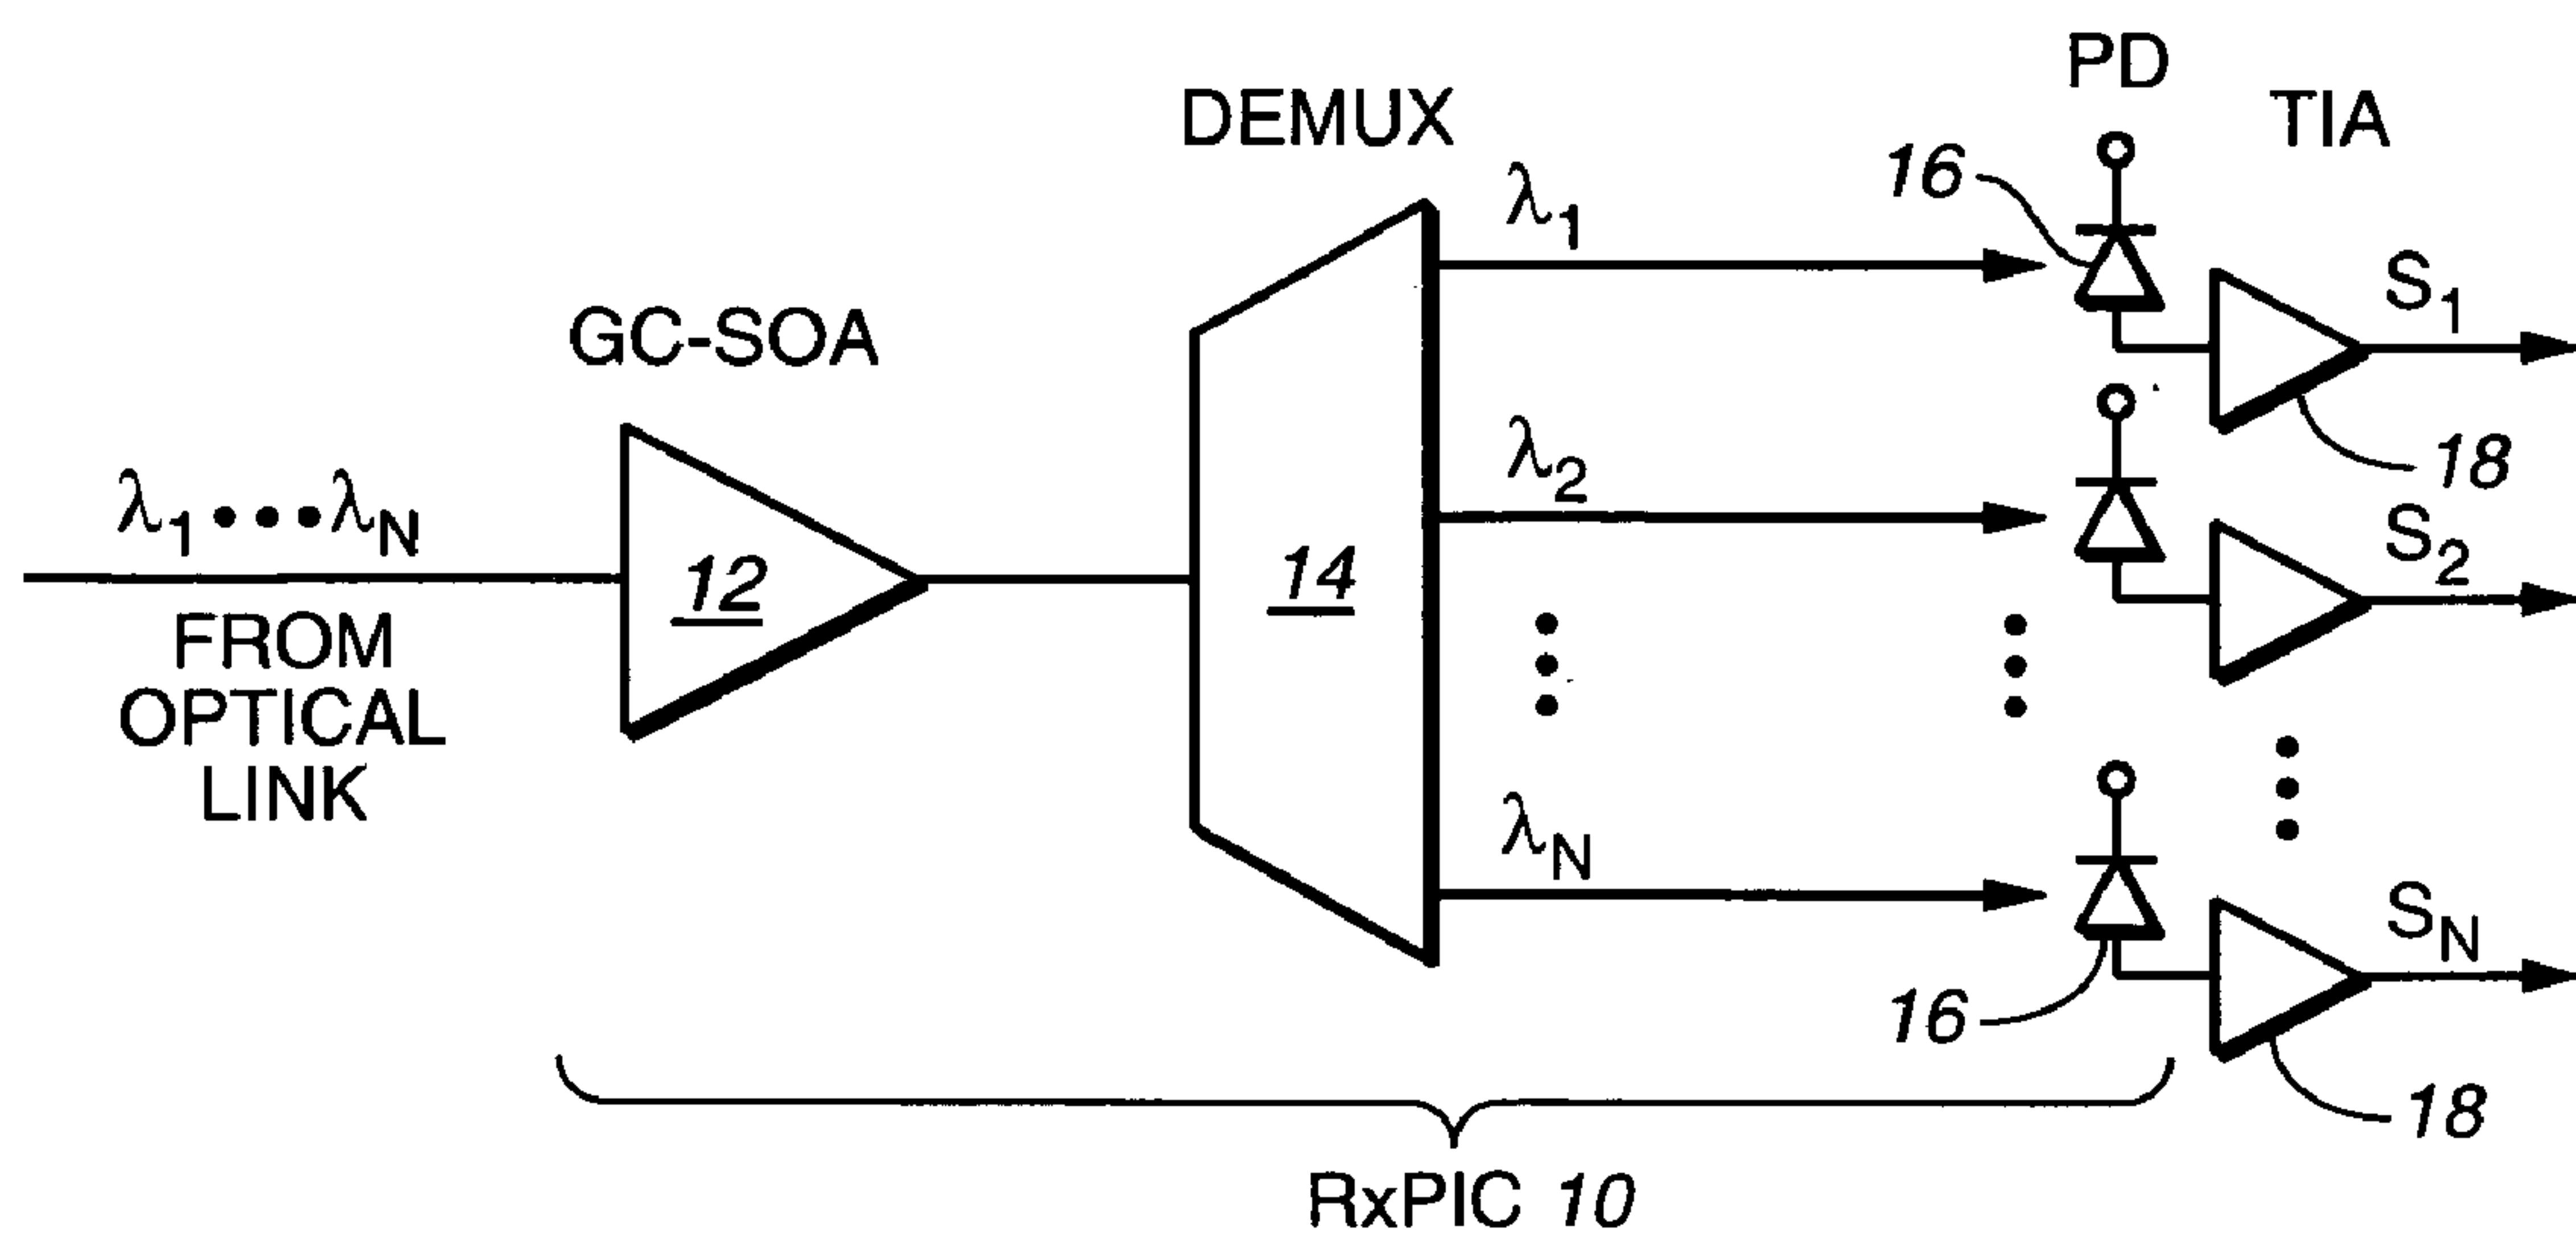 PD
TIA
DEMUX
16
λ1
S1
GC-SOA
18
λ1•••λN
λ2
S2
12
14
FROM
OPTICAL
LINK
λN
SN
16
18
RxPIC 10